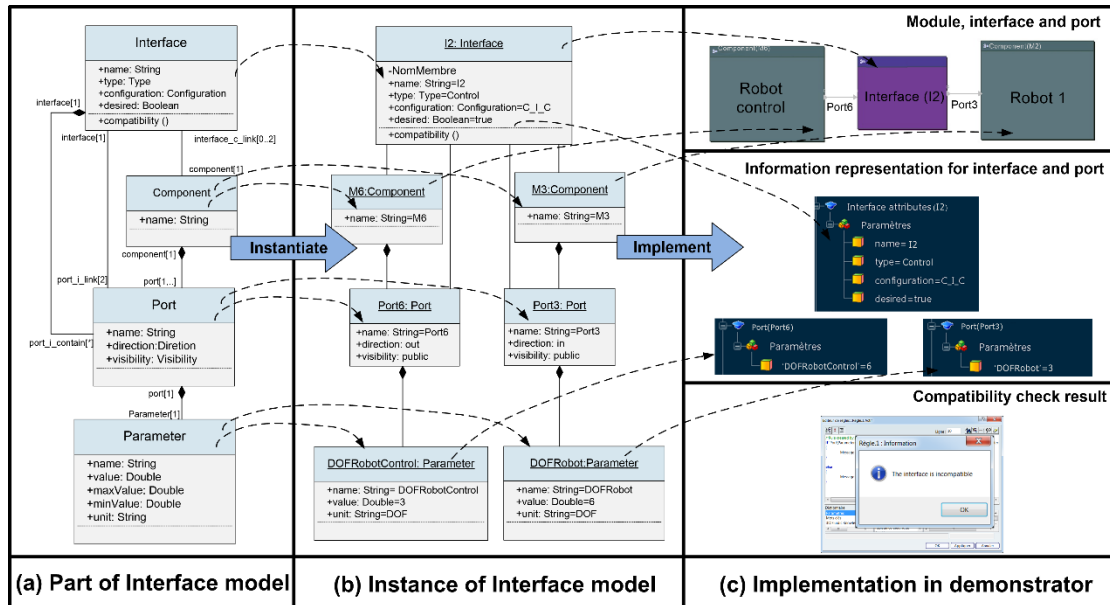 Interface
+name: String
+type: Type
+configuration: Configuration
+desired: Boolean
+compatibility ()
interface[1]
interface[1]
interface_c_link[0..2]
component[1]
Component
+name: String
component[1]
port_i_link[2]
port[1,..]
Port
+name: String
+direction:Diretion
+visibility: Visibility
port_i_contain[*]
port[1]
Parameter[1]
Parameter
+name: String
+value: Double
+maxValue: Double
+minValue: Double
+unit: String
(a) Part of Interface model
Instantiate
I2: Interface
-NomMembre
+name: String=I2
+type: Type=Control
+configuration: Configuration=C_I_C
+desired: Boolean=true
+compatibility ()
M6:Component
+name: String=M6
M3:Component
+name: String=M3
Port6: Port
+name: String=Port6
+direction: out
+visibility: public
Port3: Port
+name: String=Port3
+direction: in
+visibility: public
DOFRobotControl: Parameter
+name: String= DOFRobotControl
+value: Double=3
+unit: String=DOF
DOFRobot:Parameter
+name: String=DOFRobot
+value: Double=6
+unit: String=DOF
(b) Instance of Interface model
Implement
Module, interface and port
Component(M6)
Robot
control
Port6
Interface (I2)
Port3
Component(M2)
Robot 1
Information representation for interface and port
Interface attributes(I2)
Paramètres
name=I2
type=Control
configuration=C_I_C
desired=true
Port(Port6)
Paramètres
'DOFRobotControl'=6
Port(Port3)
Paramètres
'DOFRobot'=3
Compatibility check result
Règle.1 : Information
The interface is incompatible
OK
(c) Implementation in demonstrator